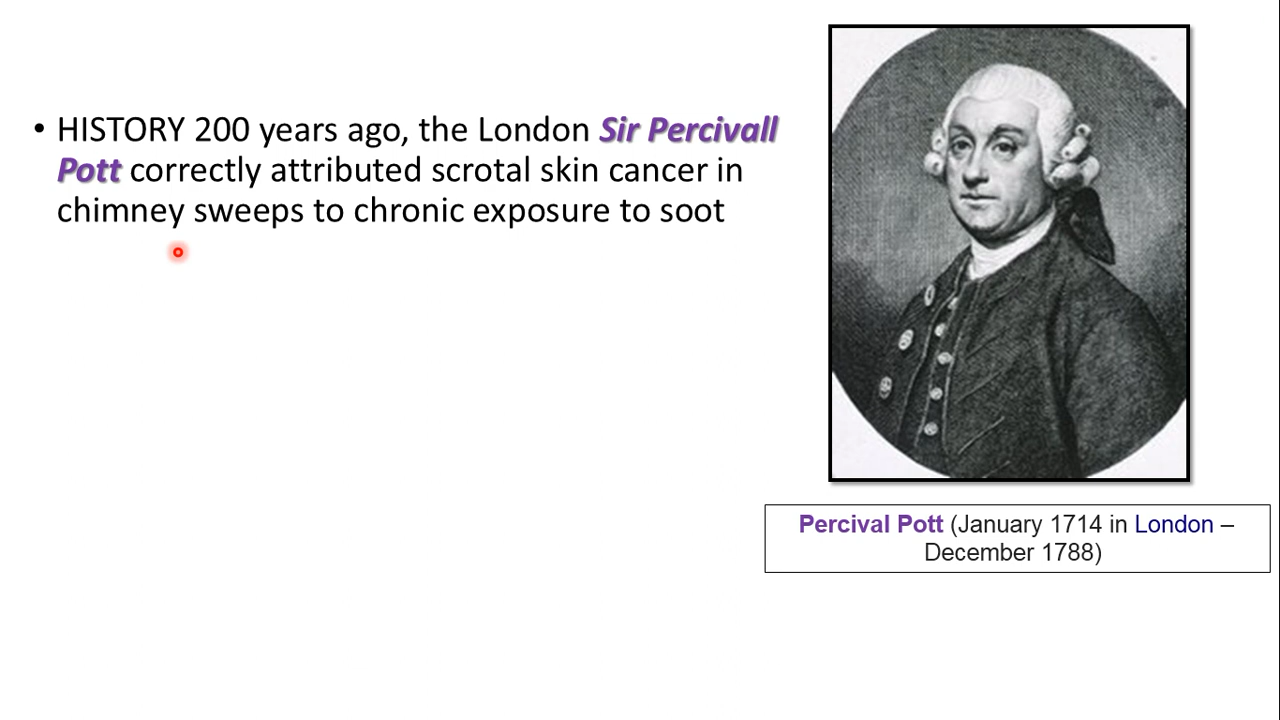 • HISTORY 200 years ago, the London Sir Percivall
Pott correctly attributed scrotal skin cancer in
chimney sweeps to chronic exposure to soot
Percival Pott (January 1714 in London –
December 1788)